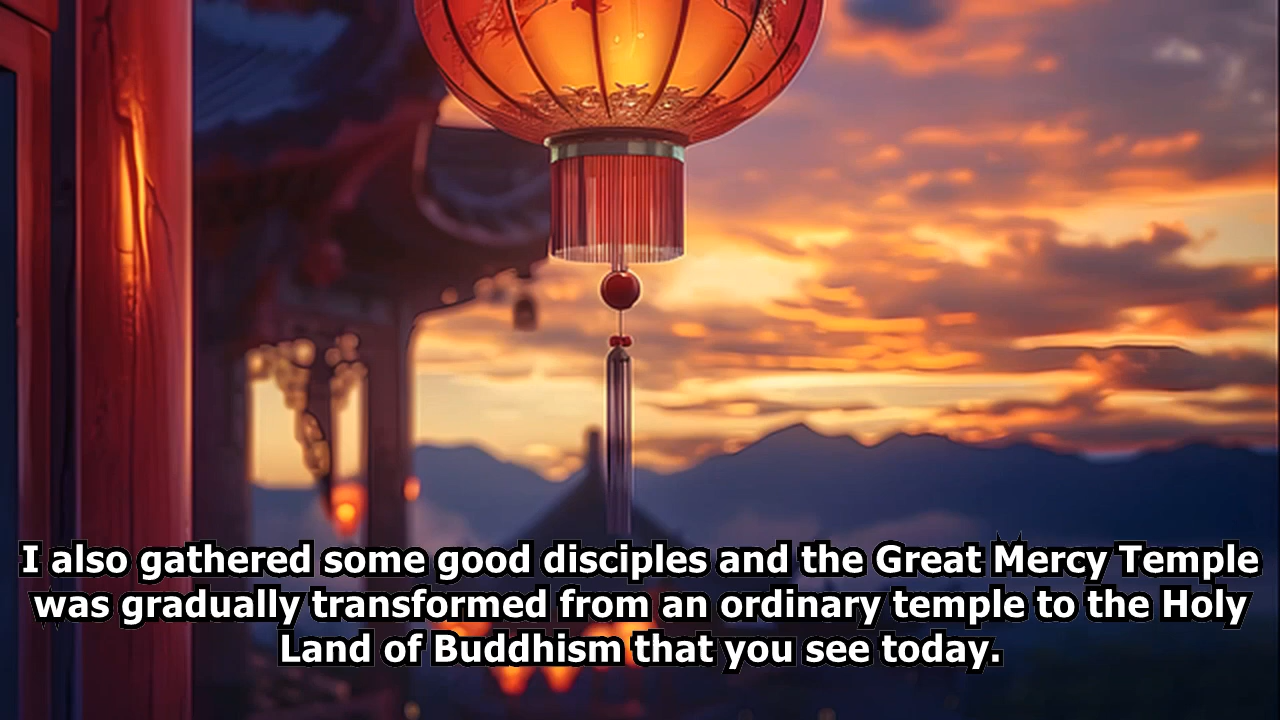 I also gathered some good disciples and the Great Mercy Temple
was gradually transformed from an ordinary temple to the Holy
Land of Buddhism that you see today.